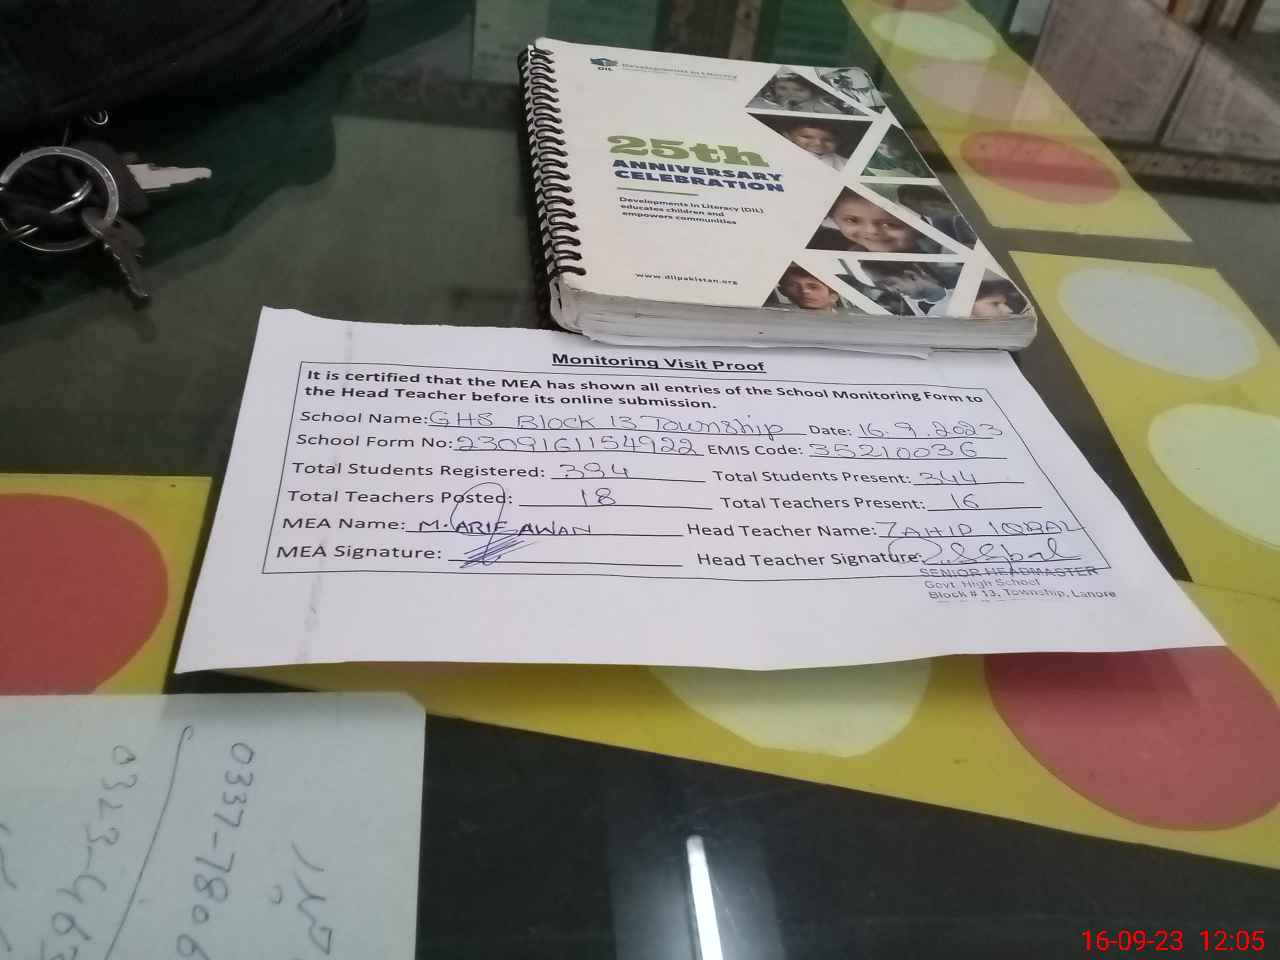 DIL Developments in Literacy
25th
ANNIVERSARY
CELEBRATION
Developments in Literacy (DIL)
educates children and
empowers communities
www.dilpakistan.org
Monitoring Visit Proof
It is certified that the MEA has shown all entries of the School Monitoring Form to
the Head Teacher before its online submission.
School Name: GHS Block 13 Township Date: 16.9.2023
School Form No: 2309161154922 EMIS Code: 35210036
Total Students Registered: 394 Total Students Present: 344
Total Teachers Posted: 18 Total Teachers Present: 16
MEA Name: M. ARIF AWAN Head Teacher Name: ZAHID IQBAL
MEA Signature: Head Teacher Signature:
SENIOR HEADMASTER
Govt. High School
Block # 13, Township, Lahore
0323-4
0337-7806
16-09-23 12:05